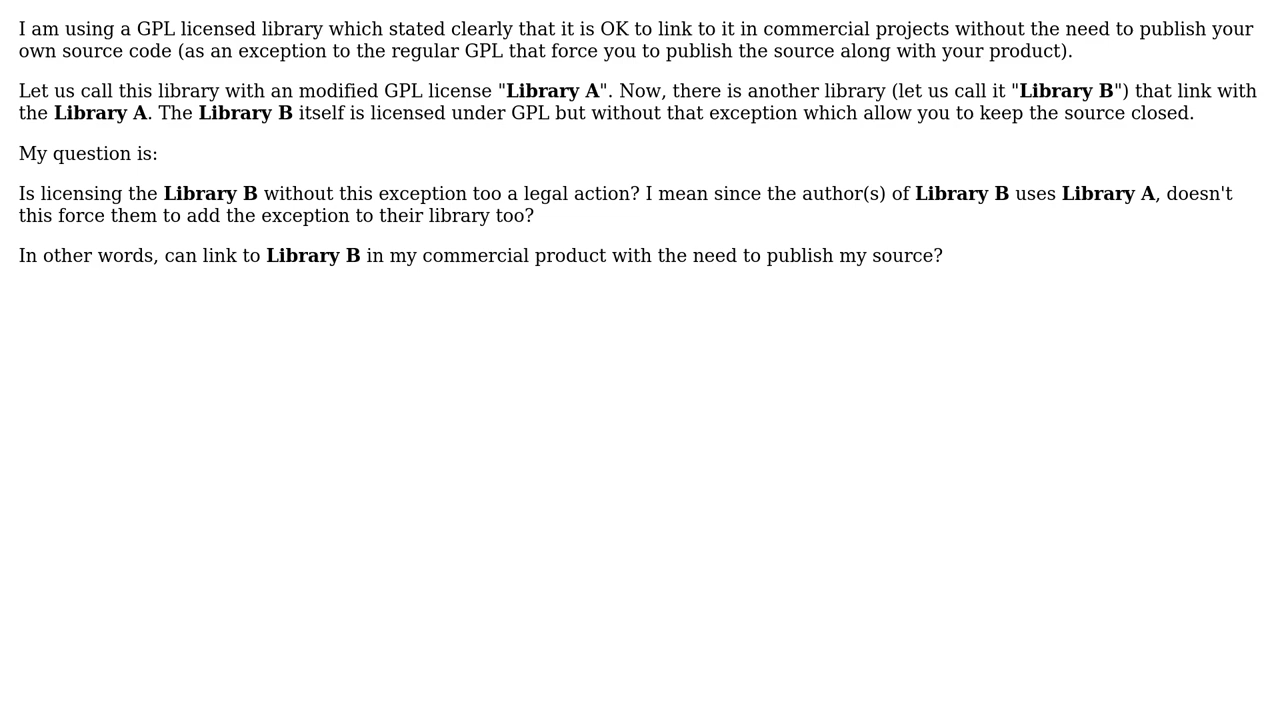 I am using a GPL licensed library which stated clearly that it is OK to link to it in commercial projects without the need to publish your
own source code (as an exception to the regular GPL that force you to publish the source along with your product).
Let us call this library with an modified GPL license "Library A". Now, there is another library (let us call it "Library B") that link with
the Library A. The Library B itself is licensed under GPL but without that exception which allow you to keep the source closed.
My question is:
Is licensing the Library B without this exception too a legal action? I mean since the author(s) of Library B uses Library A, doesn't
this force them to add the exception to their library too?
In other words, can link to Library B in my commercial product with the need to publish my source?